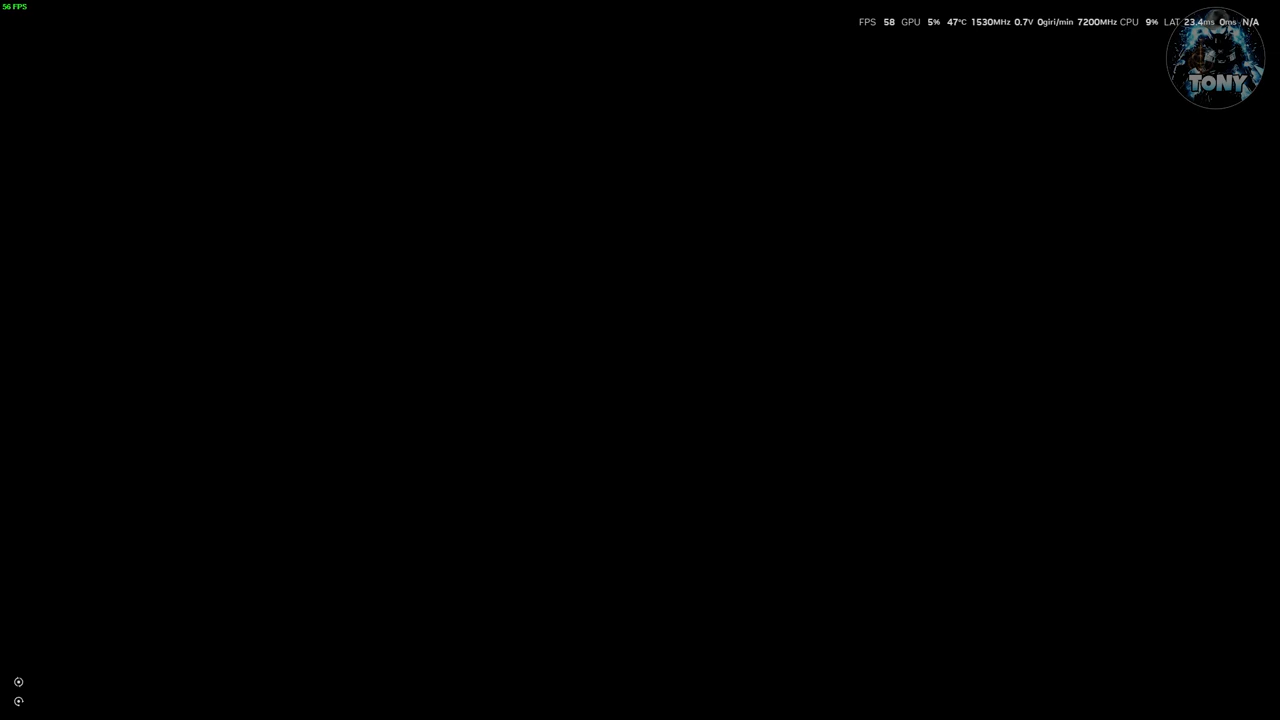 56 FPS
FPS 58 GPU 5% 47°C 1530MHz 0.7V 0giri/min 7200MHz CPU 9% LAT 23.4ms 0ms N/A
TONY